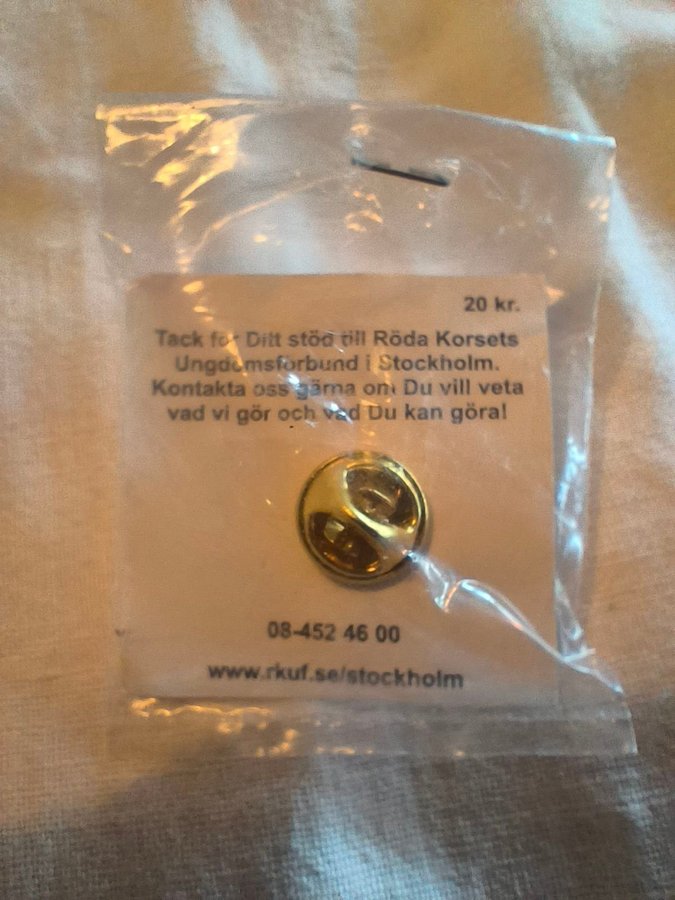 20 kr.
Tack for Ditt stöd till Röda Korsets
Ungdomsförbund i Stockholm.
Kontakta oss gärna om Du vill veta
vad vi gör och vad Du kan göra!
08-452 46 00
www.rkuf.se/stockholm